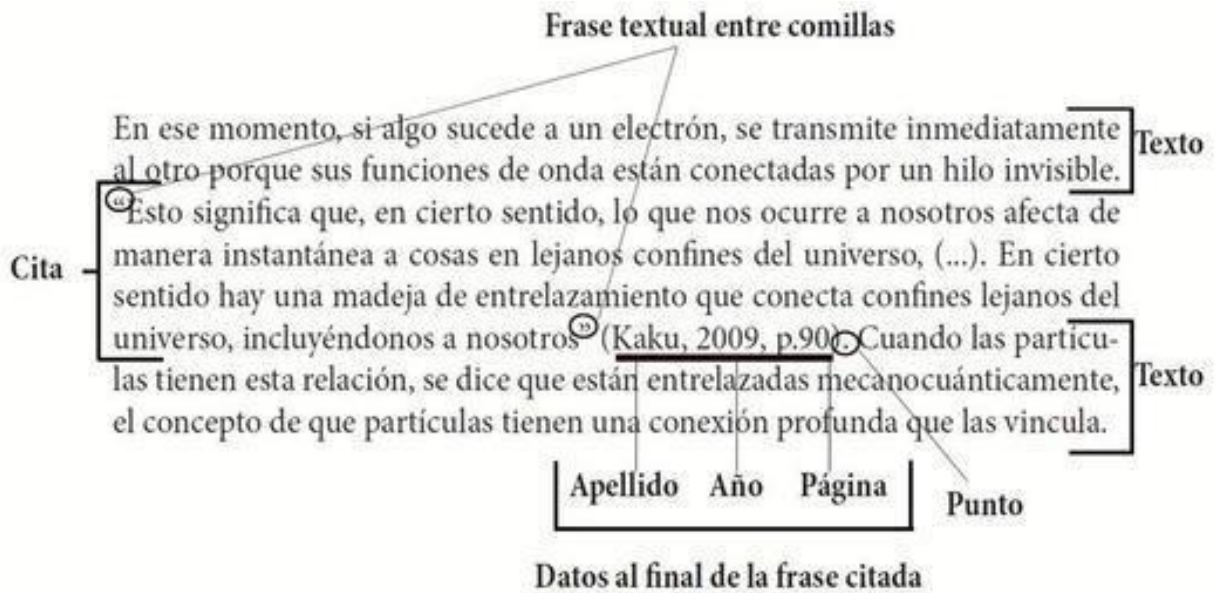 Frase textual entre comillas
En ese momento, si algo sucede a un electrón, se transmite inmediatamente
al otro porque sus funciones de onda están conectadas por un hilo invisible.
Texto
“Esto significa que, en cierto sentido, lo que nos ocurre a nosotros afecta de
manera instantánea a cosas en lejanos confines del universo, (...). En cierto
Cita
sentido hay una madeja de entrelazamiento que conecta confines lejanos del
universo, incluyéndonos a nosotros” (Kaku, 2009, p.90). Cuando las partícu-
las tienen esta relación, se dice que están entrelazadas mecanocuánticamente,
Texto
el concepto de que partículas tienen una conexión profunda que las vincula.
Apellido Año Página
Punto
Datos al final de la frase citada